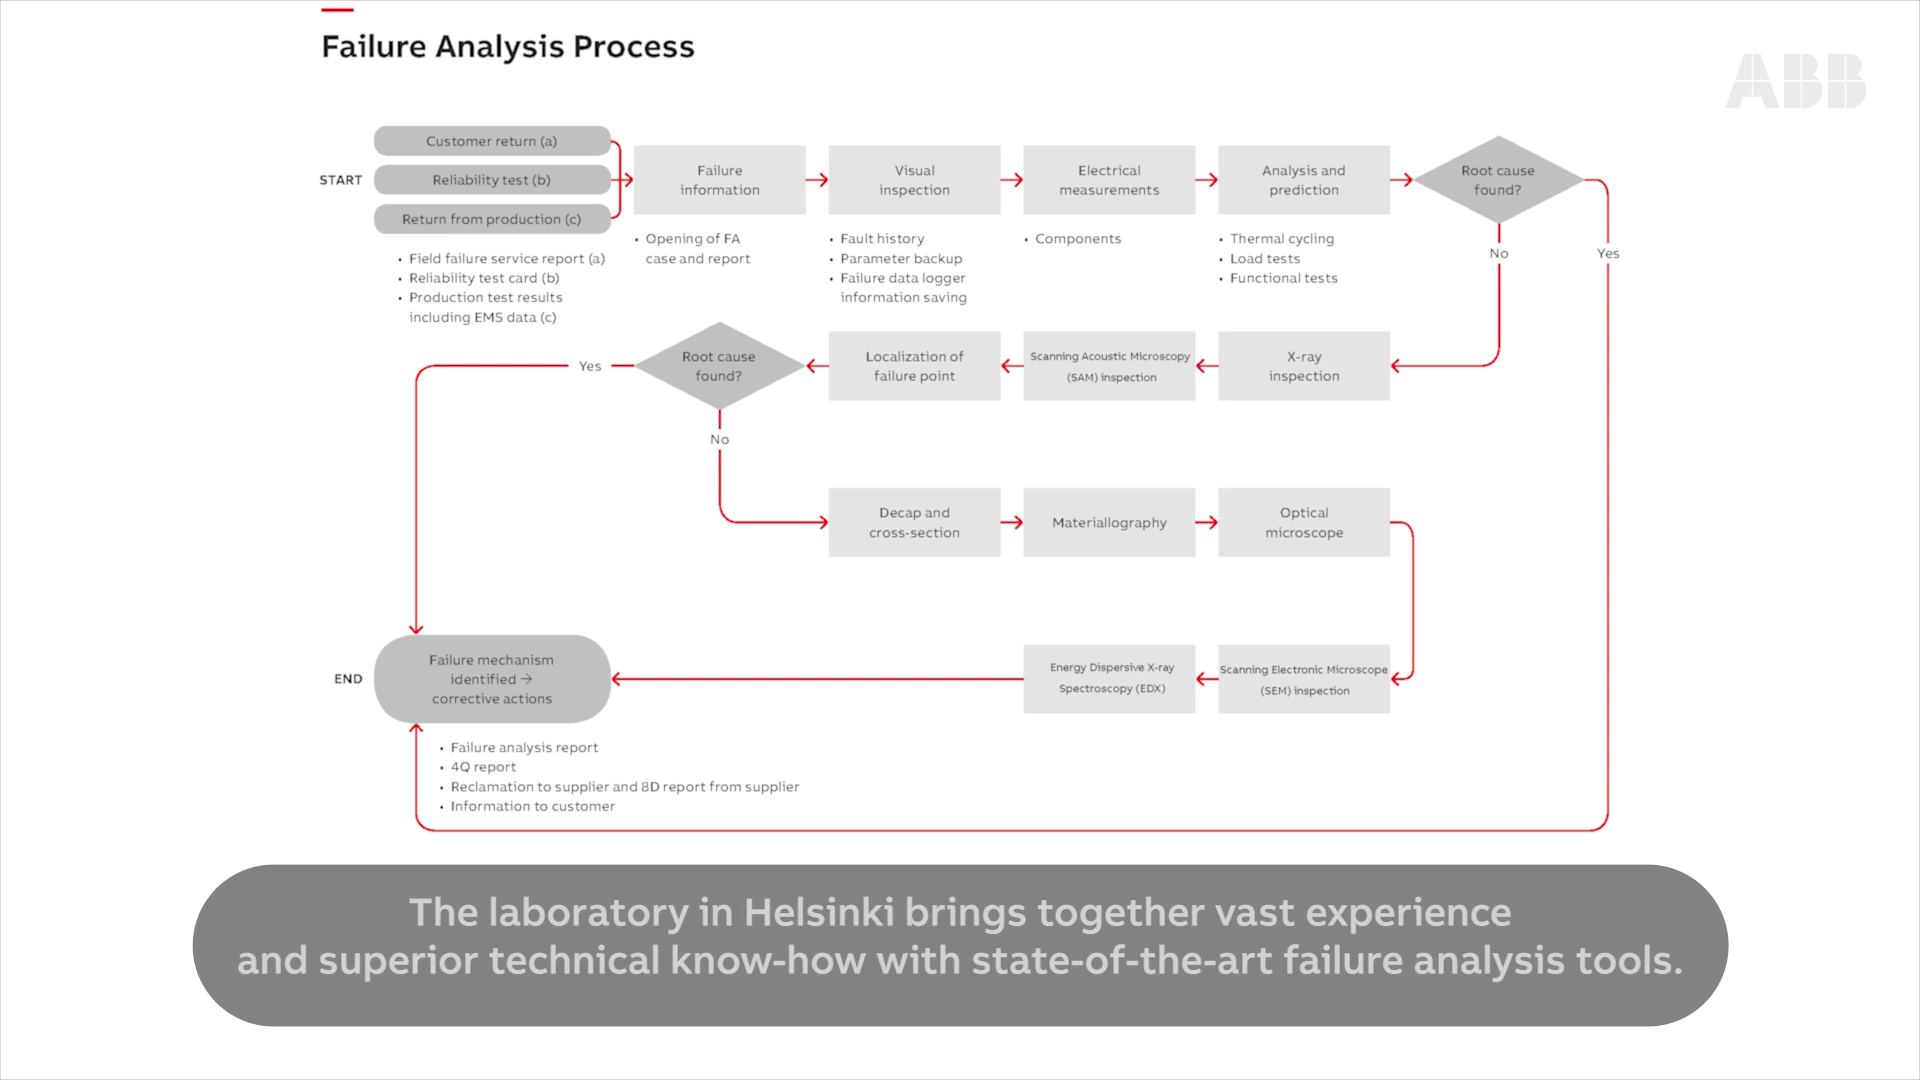 Failure Analysis Process
ABB
START
Customer return (a)
Reliability test (b)
Return from production (c)
• Field failure service report (a)
• Reliability test card (b)
• Production test results
including EMS data (c)
Failure
information
• Opening of FA
case and report
Visual
inspection
• Fault history
• Parameter backup
• Failure data logger
information saving
Electrical
measurements
• Components
Analysis and
prediction
• Thermal cycling
• Load tests
• Functional tests
Root cause
found?
No
Yes
X-ray
inspection
Scanning Acoustic Microscopy
(SAM) inspection
Localization of
failure point
Root cause
found?
Yes
No
Decap and
cross-section
Materiallography
Optical
microscope
Scanning Electronic Microscope
(SEM) inspection
Energy Dispersive X-ray
Spectroscopy (EDX)
END
Failure mechanism
identified →
corrective actions
• Failure analysis report
• 4Q report
• Reclamation to supplier and 8D report from supplier
• Information to customer
The laboratory in Helsinki brings together vast experience
and superior technical know-how with state-of-the-art failure analysis tools.